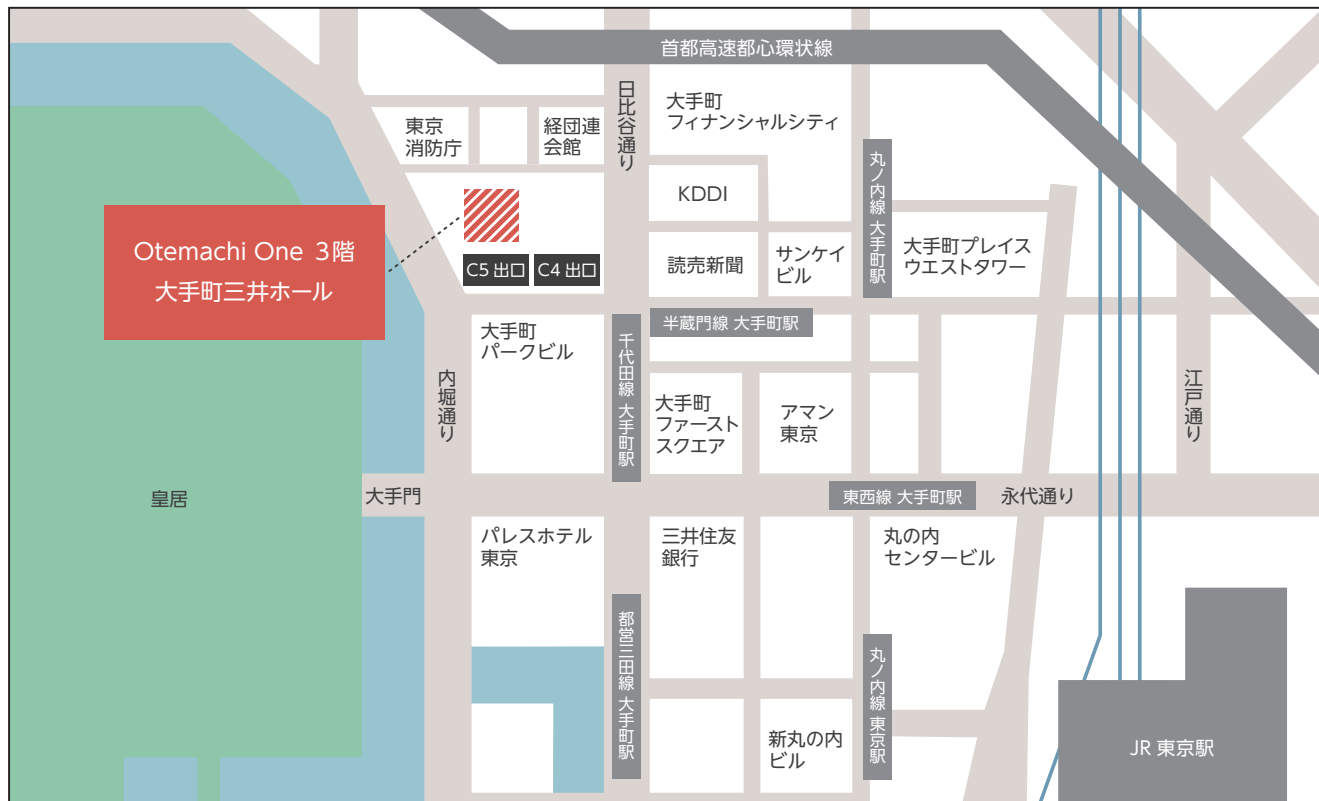 首都高速都心環状線
日比谷通り
大手町
フィナンシャルシティ
東京
消防庁
経団連
会館
丸ノ内線 大手町駅
KDDI
Otemachi One 3階
大手町三井ホール
C5 出口
C4 出口
読売新聞
サンケイ
ビル
大手町プレイス
ウエストタワー
半蔵門線 大手町駅
大手町
パークビル
千代田線 大手町駅
内堀通り
大手町
ファースト
スクエア
アマン
東京
江戸通り
皇居
大手門
東西線 大手町駅
永代通り
パレスホテル
東京
三井住友
銀行
丸の内
センタービル
都営三田線 大手町駅
丸ノ内線 東京駅
新丸の内
ビル
JR 東京駅